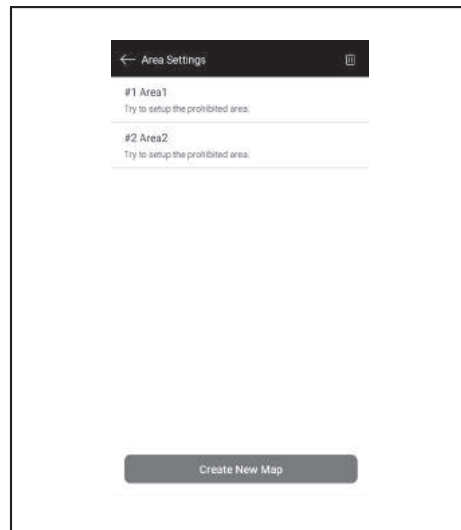 Area Settings
#1 Area1
Try to setup the prohibited area.
#2 Area2
Try to setup the prohibited area.
Create New Map